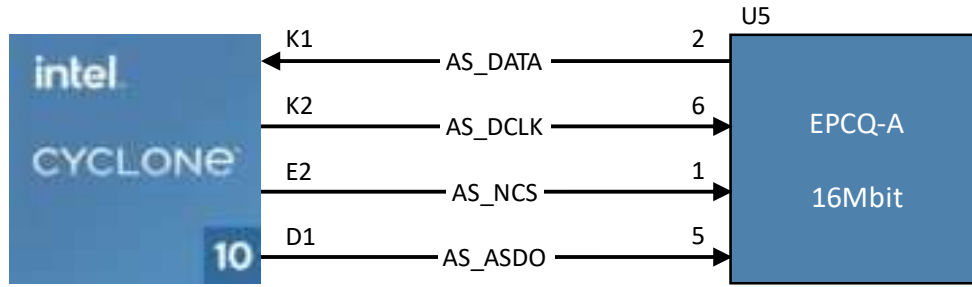 U5
intel
CYCLONE
10
K1 AS_DATA 2
K2 AS_DCLK 6
E2 AS_NCS 1
D1 AS_ASDO 5
EPCQ-A
16Mbit